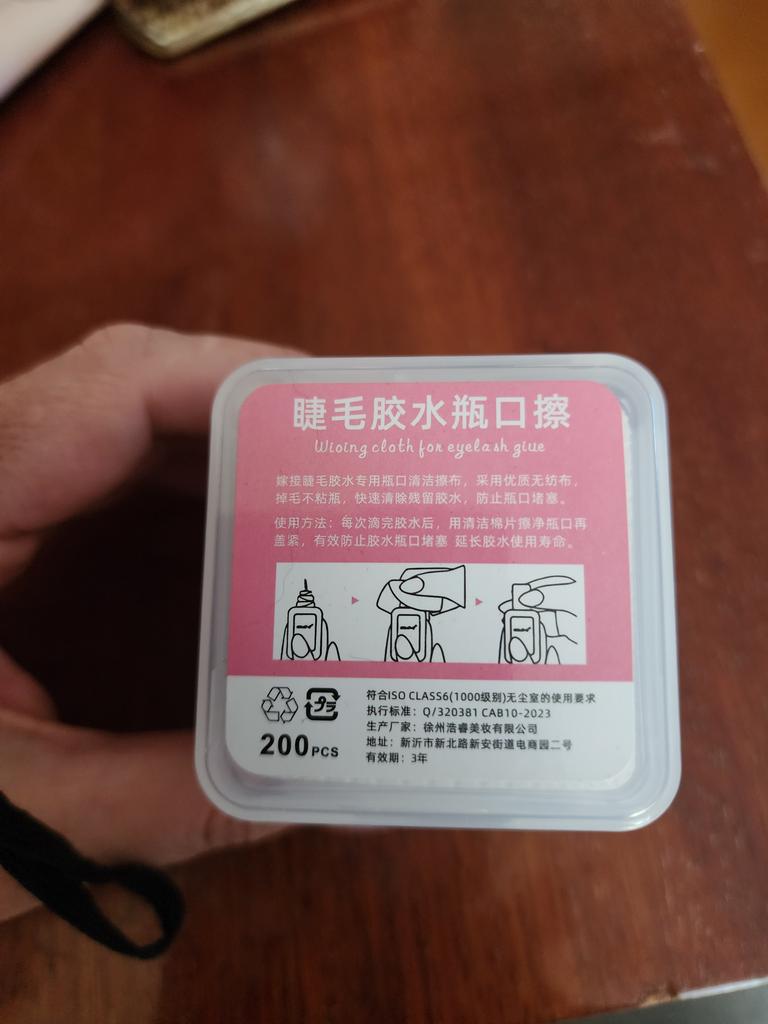 睫毛胶水瓶口擦
Wioing cloth for eyelash giue
嫁接睫毛胶水专用瓶口清洁擦布，采用优质无纺布，
掉毛不粘瓶，快速清除残留胶水，防止瓶口堵塞。
使用方法：每次滴完胶水后，用清洁棉片擦净瓶口再
盖紧，有效防止胶水瓶口堵塞 延长胶水使用寿命。
プラ
200PCS
符合ISO CLASS6(1000级别)无尘室的使用要求
执行标准：Q/320381 CAB10-2023
生产厂家：徐州浩睿美妆有限公司
地址：新沂市新北路新安街道电商园二号
有效期：3年